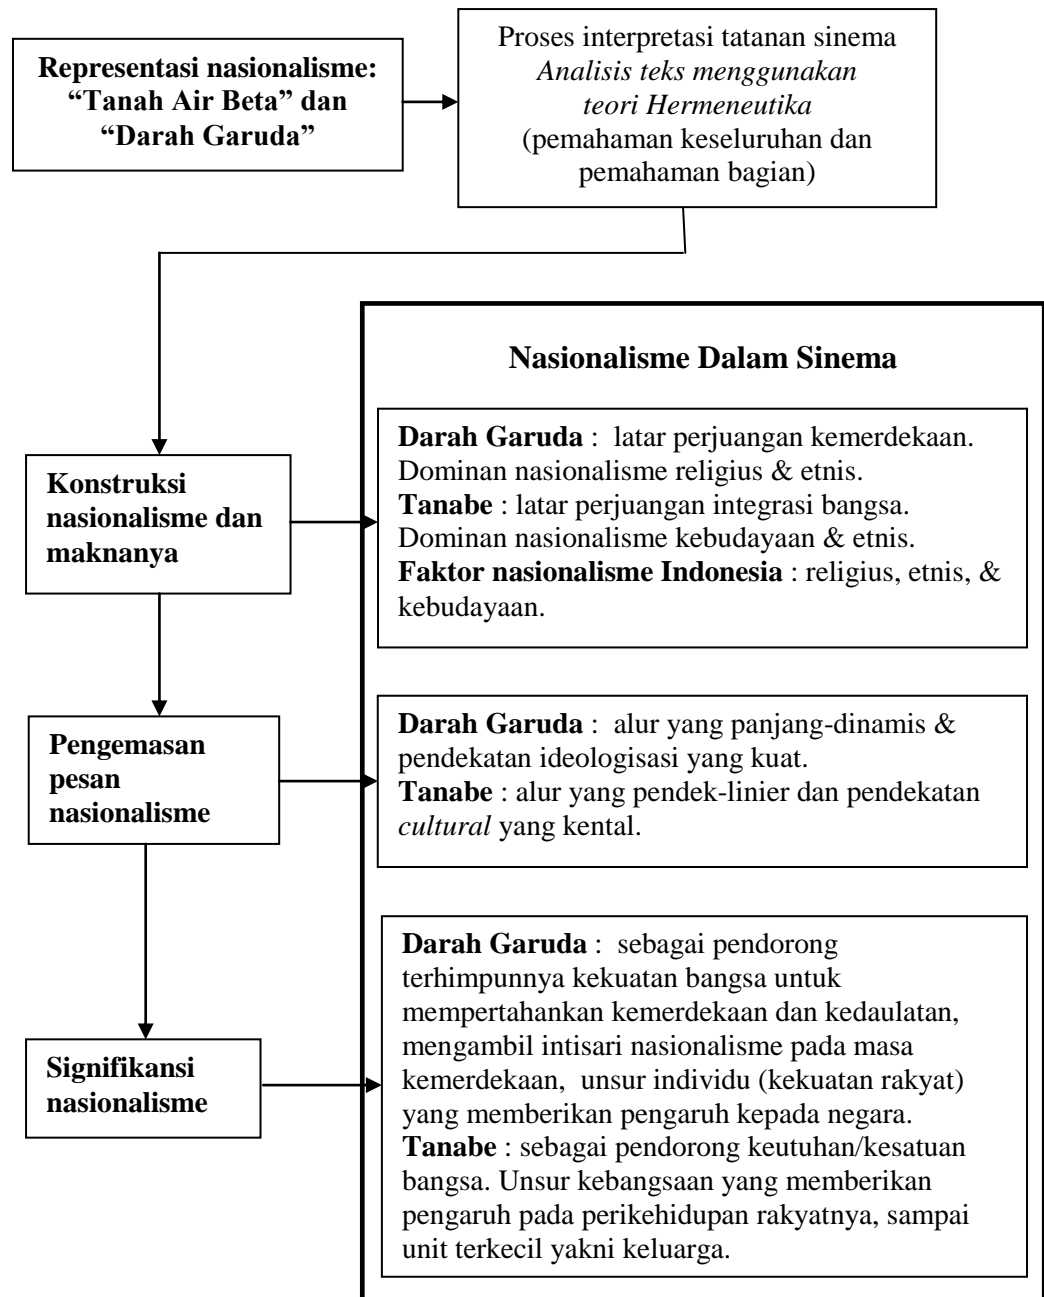 Representasi nasionalisme:
“Tanah Air Beta” dan
“Darah Garuda”
Proses interpretasi tatanan sinema
Analisis teks menggunakan
teori Hermeneutika
(pemahaman keseluruhan dan
pemahaman bagian)
Nasionalisme Dalam Sinema
Konstruksi
nasionalisme dan
maknanya
Darah Garuda : latar perjuangan kemerdekaan.
Dominan nasionalisme religius & etnis.
Tanabe : latar perjuangan integrasi bangsa.
Dominan nasionalisme kebudayaan & etnis.
Faktor nasionalisme Indonesia : religius, etnis, &
kebudayaan.
Pengemasan
pesan
nasionalisme
Darah Garuda : alur yang panjang-dinamis &
pendekatan ideologisasi yang kuat.
Tanabe : alur yang pendek-linier dan pendekatan
cultural yang kental.
Signifikansi
nasionalisme
Darah Garuda : sebagai pendorong
terhimpunnya kekuatan bangsa untuk
mempertahankan kemerdekaan dan kedaulatan,
mengambil intisari nasionalisme pada masa
kemerdekaan, unsur individu (kekuatan rakyat)
yang memberikan pengaruh kepada negara.
Tanabe : sebagai pendorong keutuhan/kesatuan
bangsa. Unsur kebangsaan yang memberikan
pengaruh pada perikehidupan rakyatnya, sampai
unit terkecil yakni keluarga.